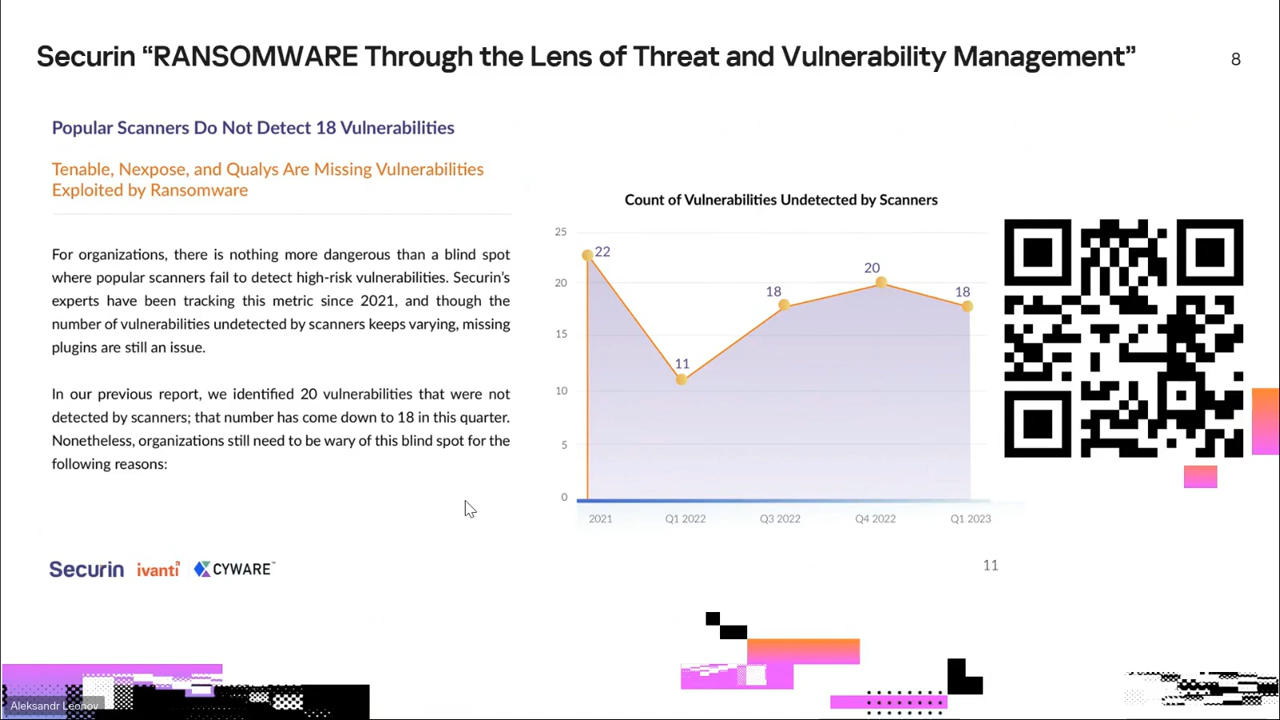 Securin “RANSOMWARE Through the Lens of Threat and Vulnerability Management”
8
Popular Scanners Do Not Detect 18 Vulnerabilities
Tenable, Nexpose, and Qualys Are Missing Vulnerabilities
Exploited by Ransomware
For organizations, there is nothing more dangerous than a blind spot
where popular scanners fail to detect high-risk vulnerabilities. Securin’s
experts have been tracking this metric since 2021, and though the
number of vulnerabilities undetected by scanners keeps varying, missing
plugins are still an issue.
In our previous report, we identified 20 vulnerabilities that were not
detected by scanners; that number has come down to 18 in this quarter.
Nonetheless, organizations still need to be wary of this blind spot for the
following reasons:
Count of Vulnerabilities Undetected by Scanners
25
20
15
10
5
0
22
11
18
20
18
2021
Q1 2022
Q3 2022
Q4 2022
Q1 2023
Securin
ivanti
CYWARE™
11
Aleksandr Leonov